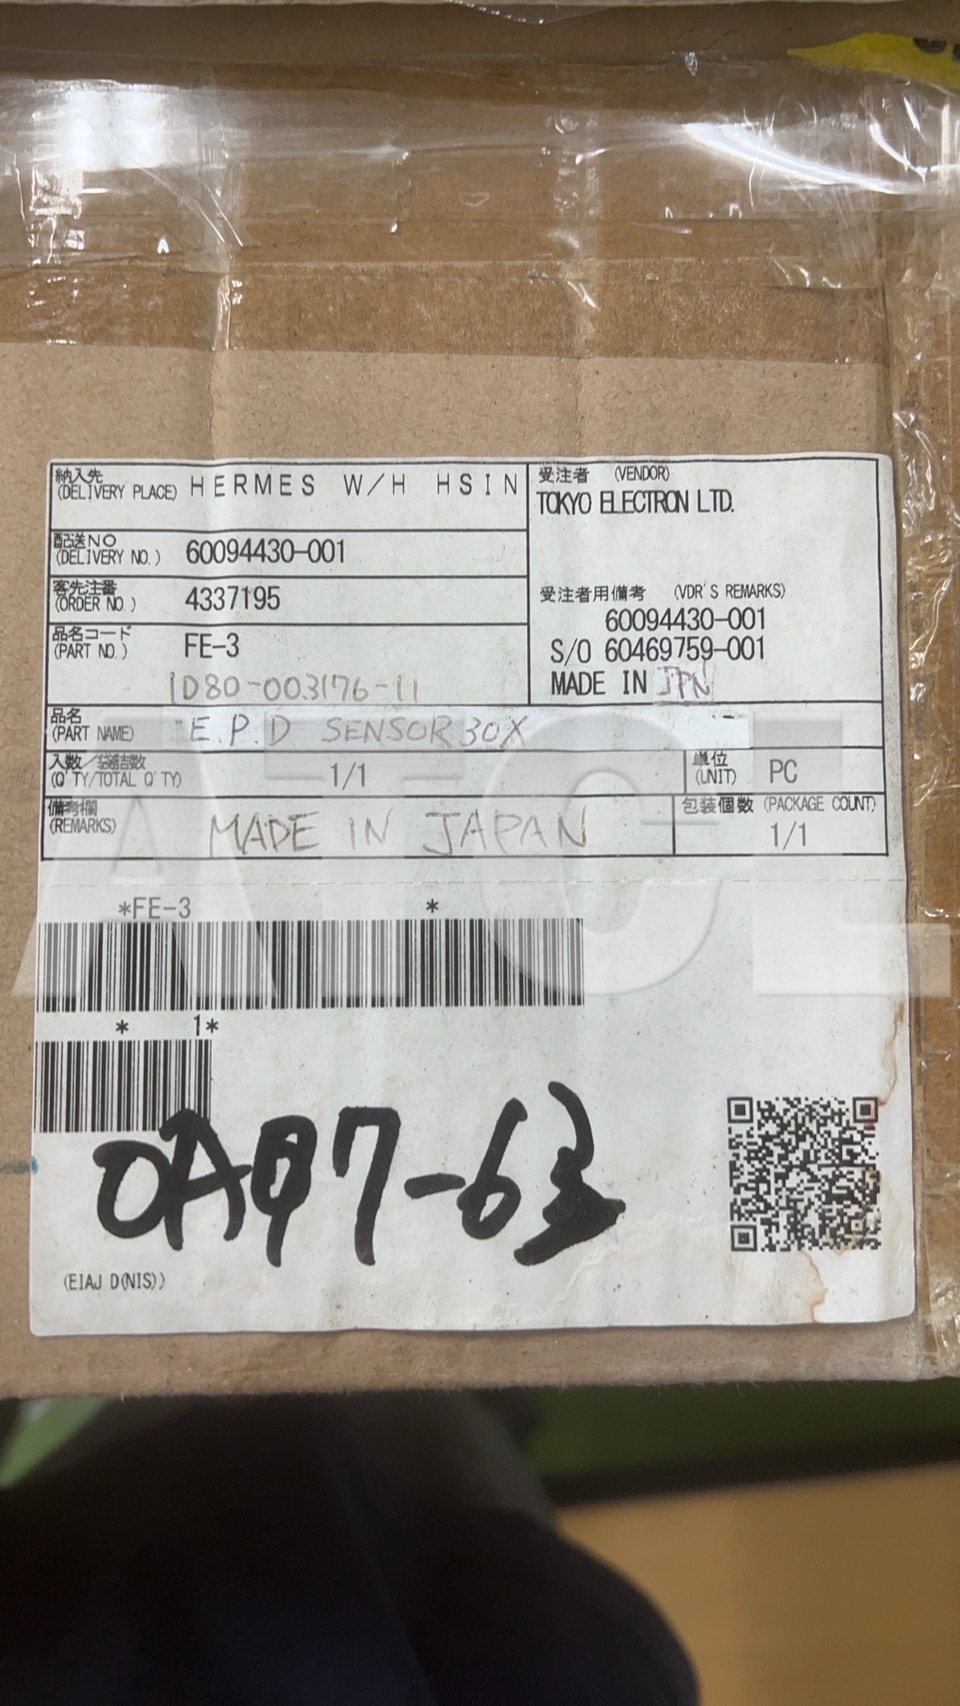 納入先
(DELIVERY PLACE) HERMES W/H HSIN
配送NO
(DELIVERY NO.) 60094430-001
客先注番
(ORDER NO.) 4337195
品名コード
(PART NO.) FE-3
1D80-003176-11
受注者 (VENDOR)
TOKYO ELECTRON LTD.
受注者用備考 (VDR'S REMARKS)
60094430-001
S/O 60469759-001
MADE IN JPN
品名
(PART NAME) E.P.D SENSOR 30X
入数/
(Q'TY/TOTAL Q'TY) 1/1
単位
(UNIT) PC
備考欄
(REMARKS) MADE IN JAPAN
包装個数 (PACKAGE COUNT)
1/1
*FE-3 *
* 1*
(EIAJ D(NIS))
ATCL